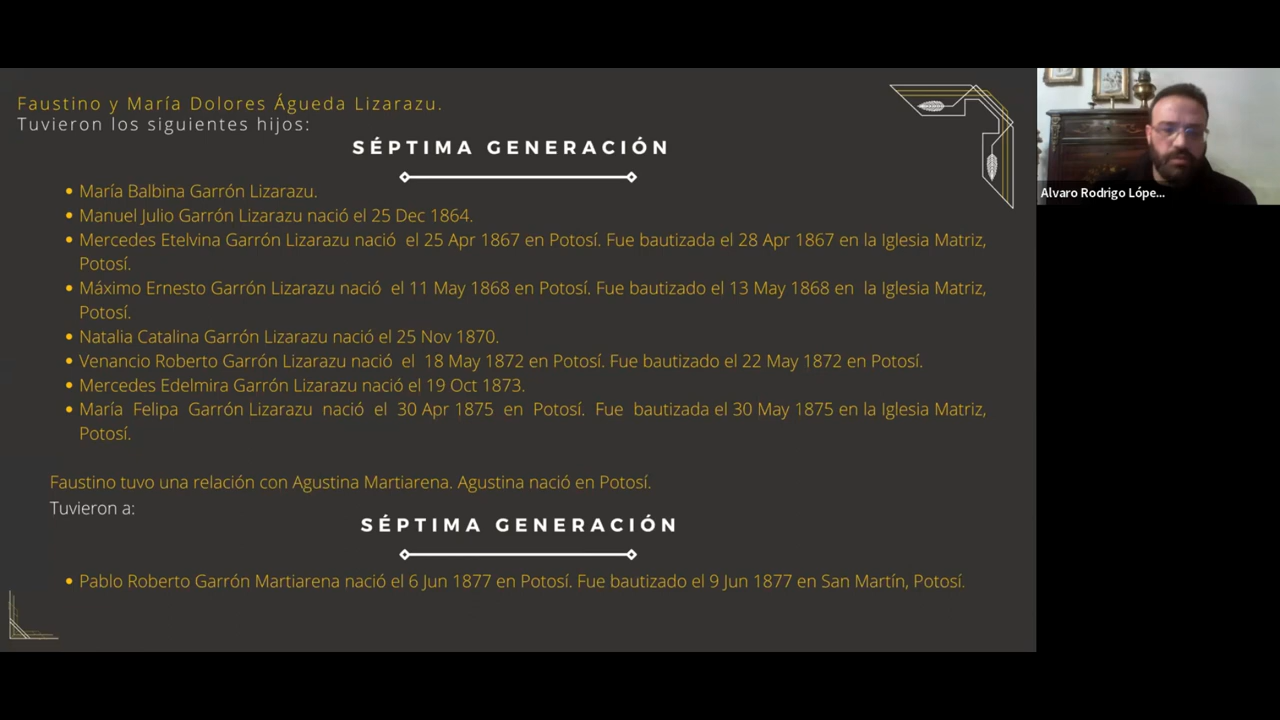 Faustino y María Dolores Águeda Lizarazu.
Tuvieron los siguientes hijos:
SÉPTIMA GENERACIÓN
• María Balbina Garrón Lizarazu.
• Manuel Julio Garrón Lizarazu nació el 25 Dec 1864.
• Mercedes Etelvina Garrón Lizarazu nació el 25 Apr 1867 en Potosí. Fue bautizada el 28 Apr 1867 en la Iglesia Matriz,
Potosí.
• Máximo Ernesto Garrón Lizarazu nació el 11 May 1868 en Potosí. Fue bautizado el 13 May 1868 en la Iglesia Matriz,
Potosí.
• Natalia Catalina Garrón Lizarazu nació el 25 Nov 1870.
• Venancio Roberto Garrón Lizarazu nació el 18 May 1872 en Potosí. Fue bautizado el 22 May 1872 en Potosí.
• Mercedes Edelmira Garrón Lizarazu nació el 19 Oct 1873.
• María Felipa Garrón Lizarazu nació el 30 Apr 1875 en Potosí. Fue bautizada el 30 May 1875 en la Iglesia Matriz,
Potosí.
Faustino tuvo una relación con Agustina Martiarena. Agustina nació en Potosí.
Tuvieron a:
SÉPTIMA GENERACIÓN
• Pablo Roberto Garrón Martiarena nació el 6 Jun 1877 en Potosí. Fue bautizado el 9 Jun 1877 en San Martín, Potosí.
Alvaro Rodrigo Lópe...